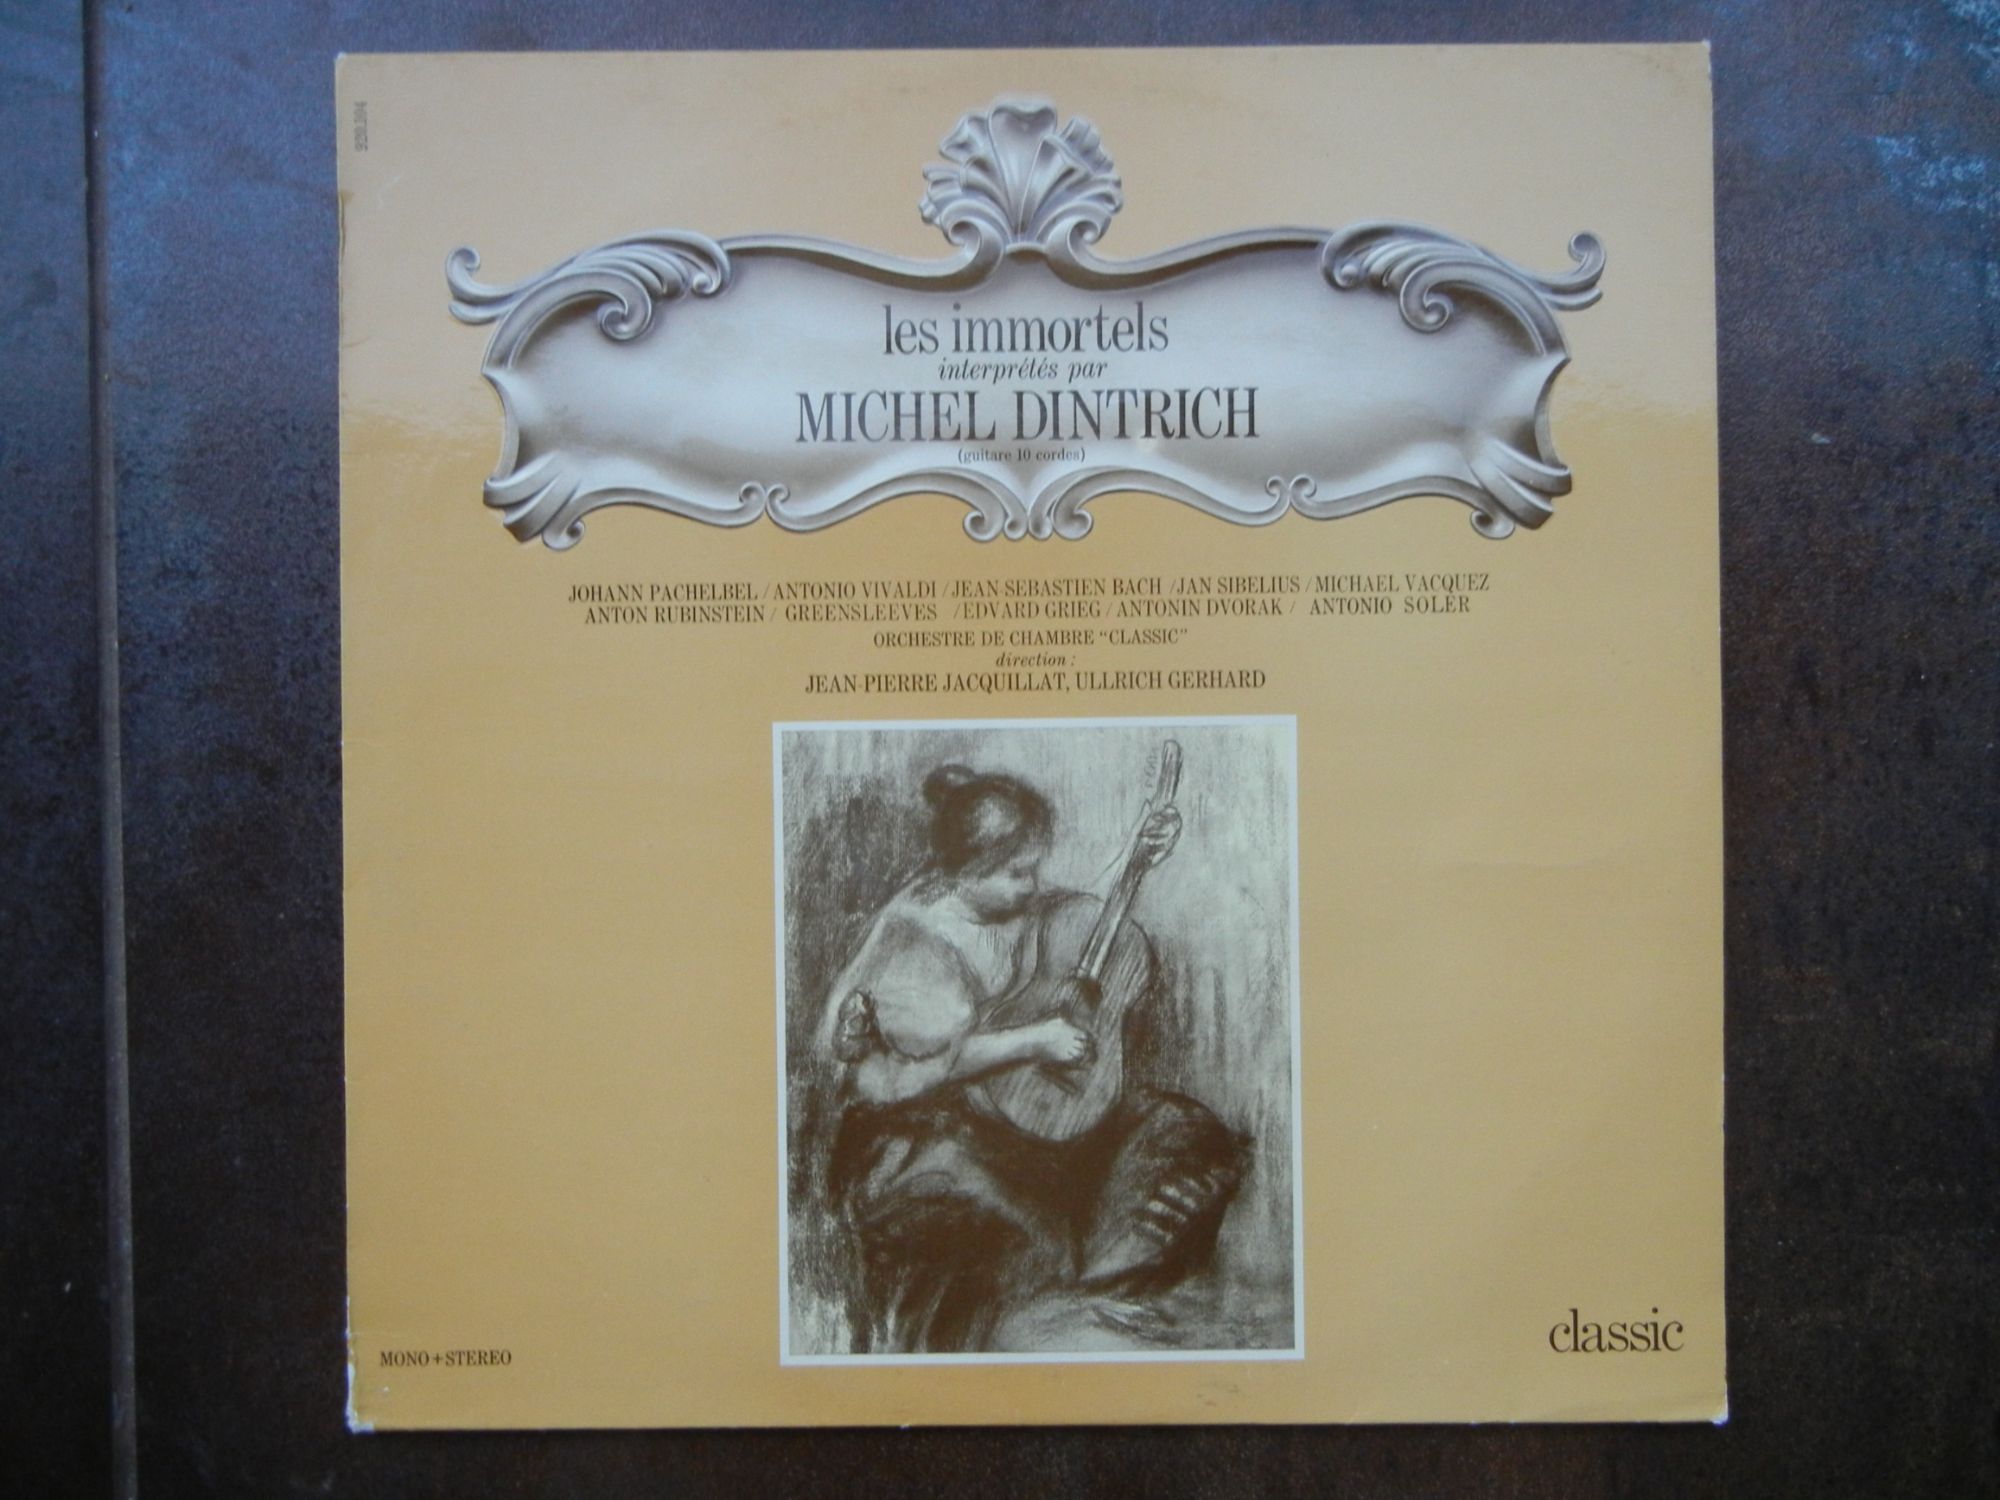 920.194
les immortels
interprétés par
MICHEL DINTRICH
(guitare 10 cordes)
JOHANN PACHELBEL / ANTONIO VIVALDI / JEAN-SEBASTIEN BACH / JAN SIBELIUS / MICHAEL VACQUEZ
ANTON RUBINSTEIN / GREENSLEEVES / EDVARD GRIEG / ANTONIN DVORAK / ANTONIO SOLER
ORCHESTRE DE CHAMBRE "CLASSIC"
direction :
JEAN-PIERRE JACQUILLAT, ULLRICH GERHARD
MONO+STEREO
classic